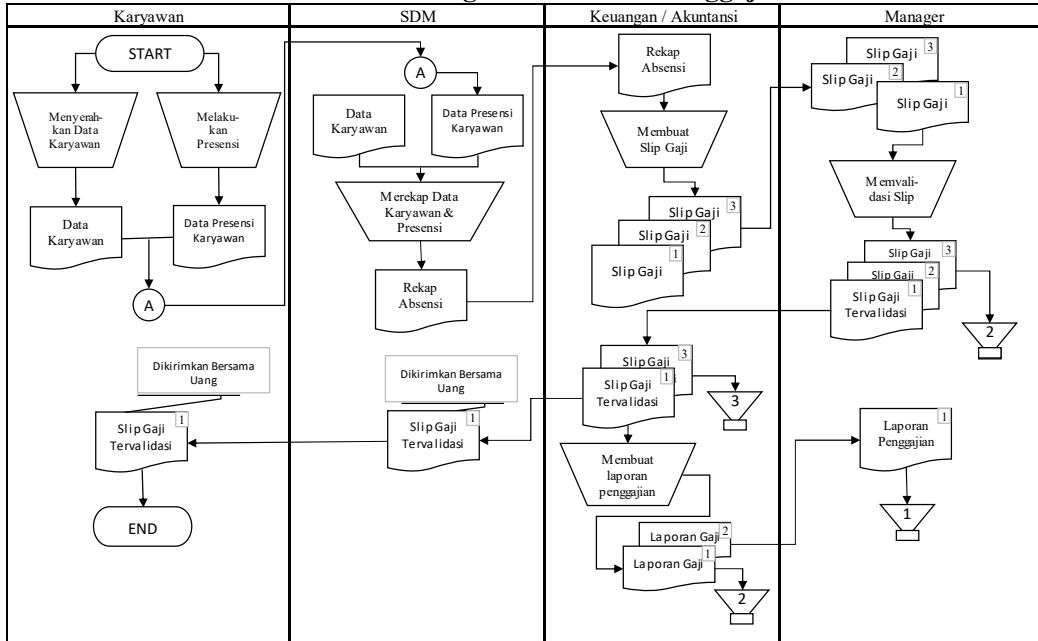 Karyawan
START
Menyerah-
kan Data
Karyawan
Melaku-
kan
Presensi
Data
Karyawan
Data Presensi
Karyawan
A
Dikirimkan Bersama
Uang
1
Slip Gaji
Tervalidasi
END
SDM
A
Data
Karyawan
Data Presensi
Karyawan
Merekap Data
Karyawan &
Presensi
Rekap
Absensi
Dikirimkan Bersama
Uang
1
Slip Gaji
Tervalidasi
Keuangan / Akuntansi
Rekap
Absensi
Membuat
Slip Gaji
Slip Gaji 3
Slip Gaji 2
1
Slip Gaji
Slip Gaji 3
1
Slip Gaji
Tervalidasi
3
Membuat
laporan
penggajian
Laporan Gaji 2
1
Laporan Gaji
2
Manager
Slip Gaji 3
Slip Gaji 2
1
Slip Gaji
Memvali-
dasi Slip
Slip Gaji 3
Slip Gaji 2
1
Slip Gaji
Tervalidasi
2
1
Laporan
Penggajian
1